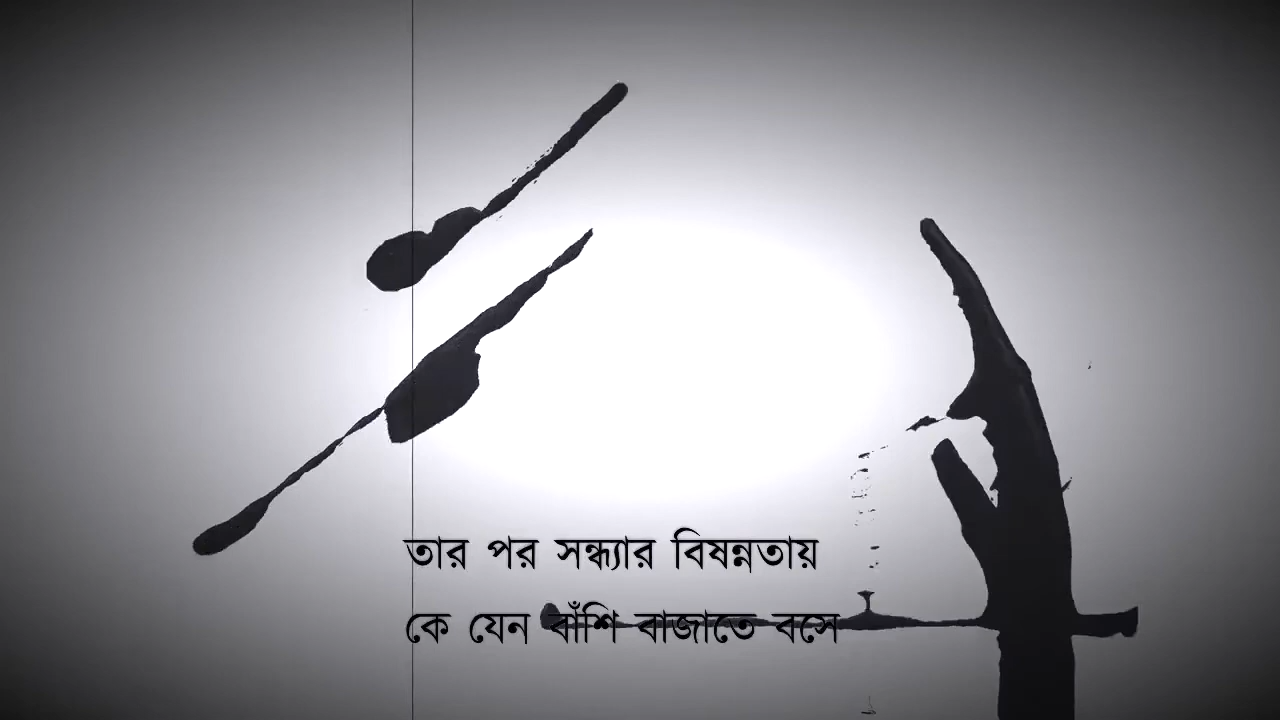 তার পর সন্ধ্যার বিষন্নতায়
কে যেন বাঁশি বাজাতে বসে